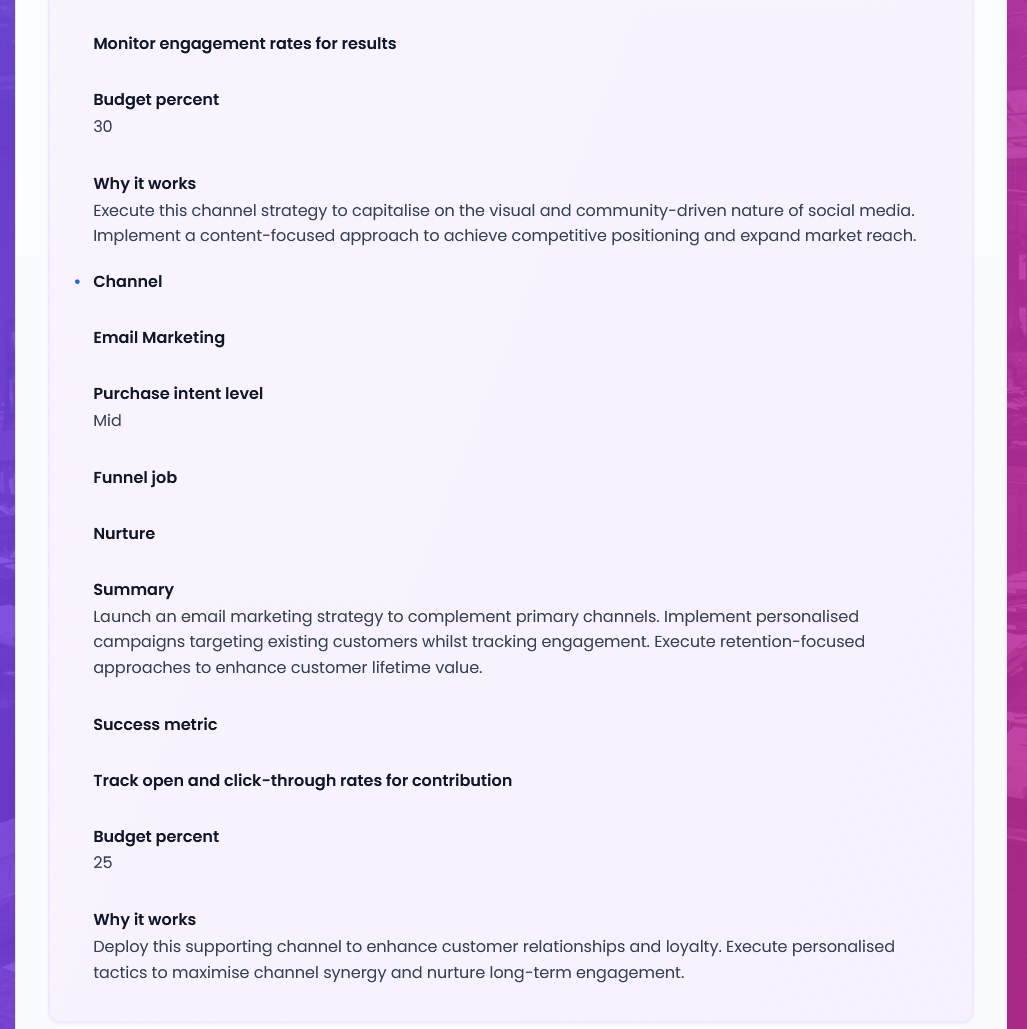 Monitor engagement rates for results
Budget percent
30
Why it works
Execute this channel strategy to capitalise on the visual and community-driven nature of social media.
Implement a content-focused approach to achieve competitive positioning and expand market reach.
• Channel
Email Marketing
Purchase intent level
Mid
Funnel job
Nurture
Summary
Launch an email marketing strategy to complement primary channels. Implement personalised
campaigns targeting existing customers whilst tracking engagement. Execute retention-focused
approaches to enhance customer lifetime value.
Success metric
Track open and click-through rates for contribution
Budget percent
25
Why it works
Deploy this supporting channel to enhance customer relationships and loyalty. Execute personalised
tactics to maximise channel synergy and nurture long-term engagement.